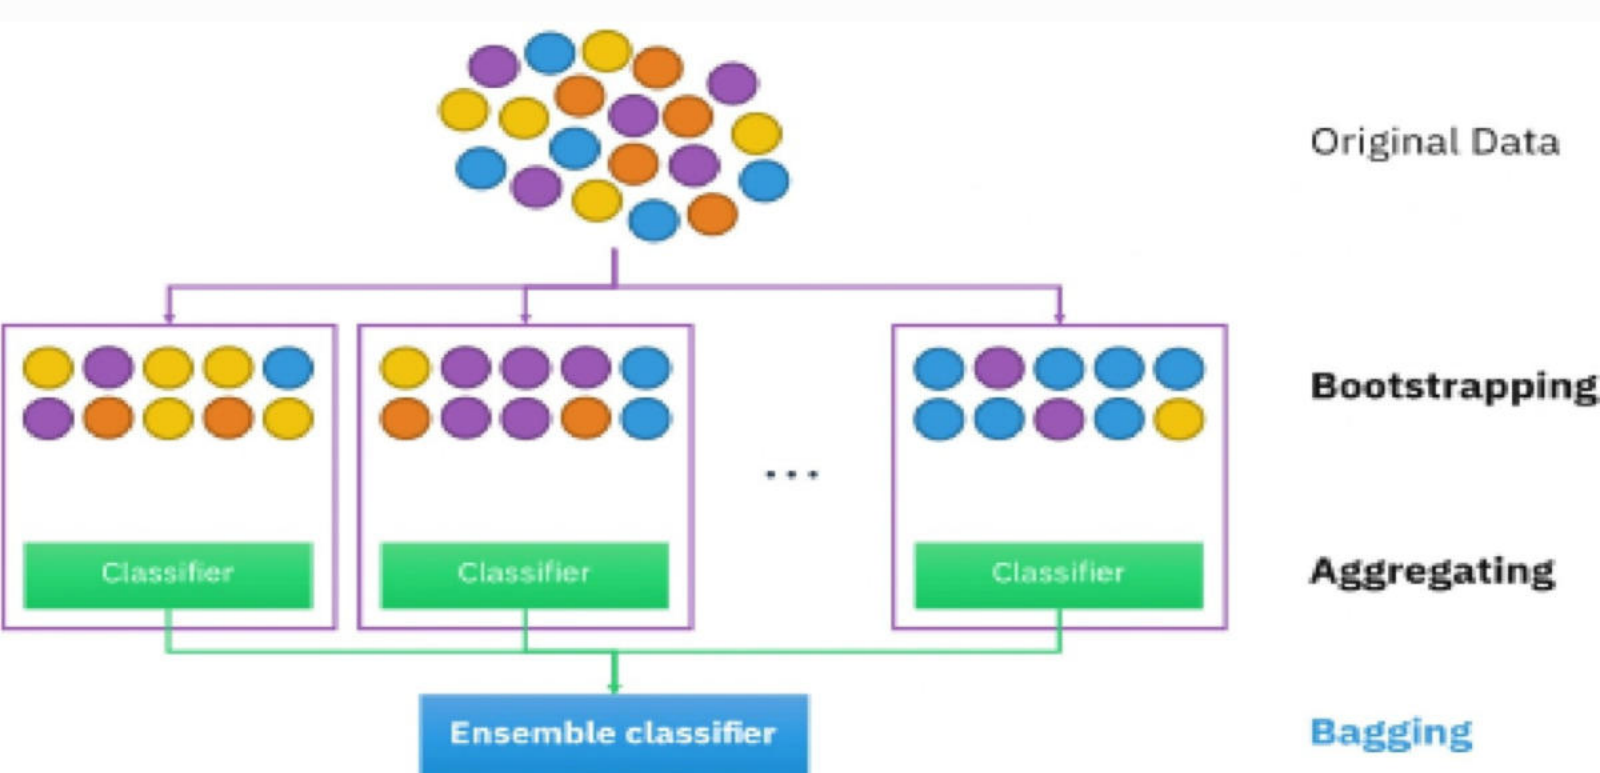 Original Data
Bootstrapping
...
Classifier Classifier Classifier
Aggregating
Ensemble classifier
Bagging